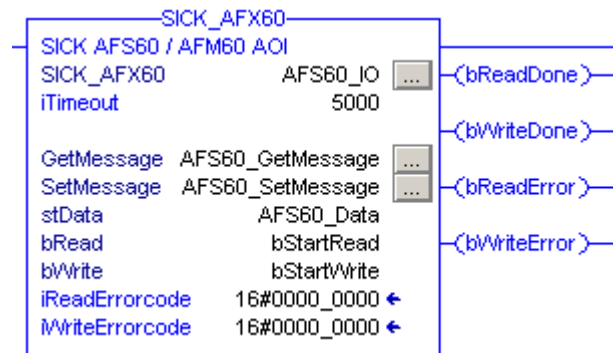 SICK_AFX60
SICK AFS60 / AFM60 AOI
SICK_AFX60 AFS60_IO ... (bReadDone)
iTimeout 5000
(bWriteDone)
GetMessage AFS60_GetMessage ...
SetMessage AFS60_SetMessage ... (bReadError)
stData AFS60_Data
bRead bStartRead (bWriteError)
bWrite bStartWrite
iReadErrorcode 16#0000_0000
iWriteErrorcode 16#0000_0000